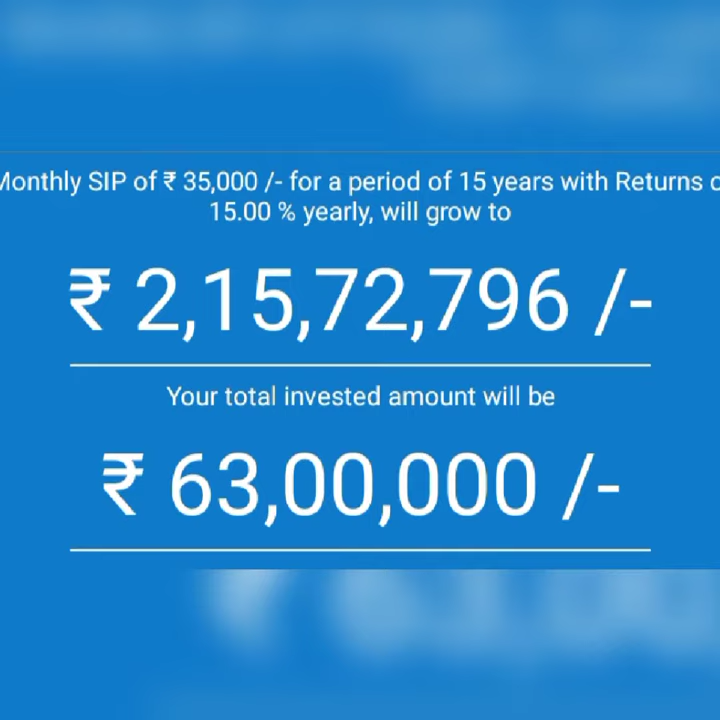 Monthly SIP of ₹ 35,000 /- for a period of 15 years with Returns
15.00 % yearly, will grow to
₹ 2,15,72,796 /-
Your total invested amount will be
₹ 63,00,000 /-